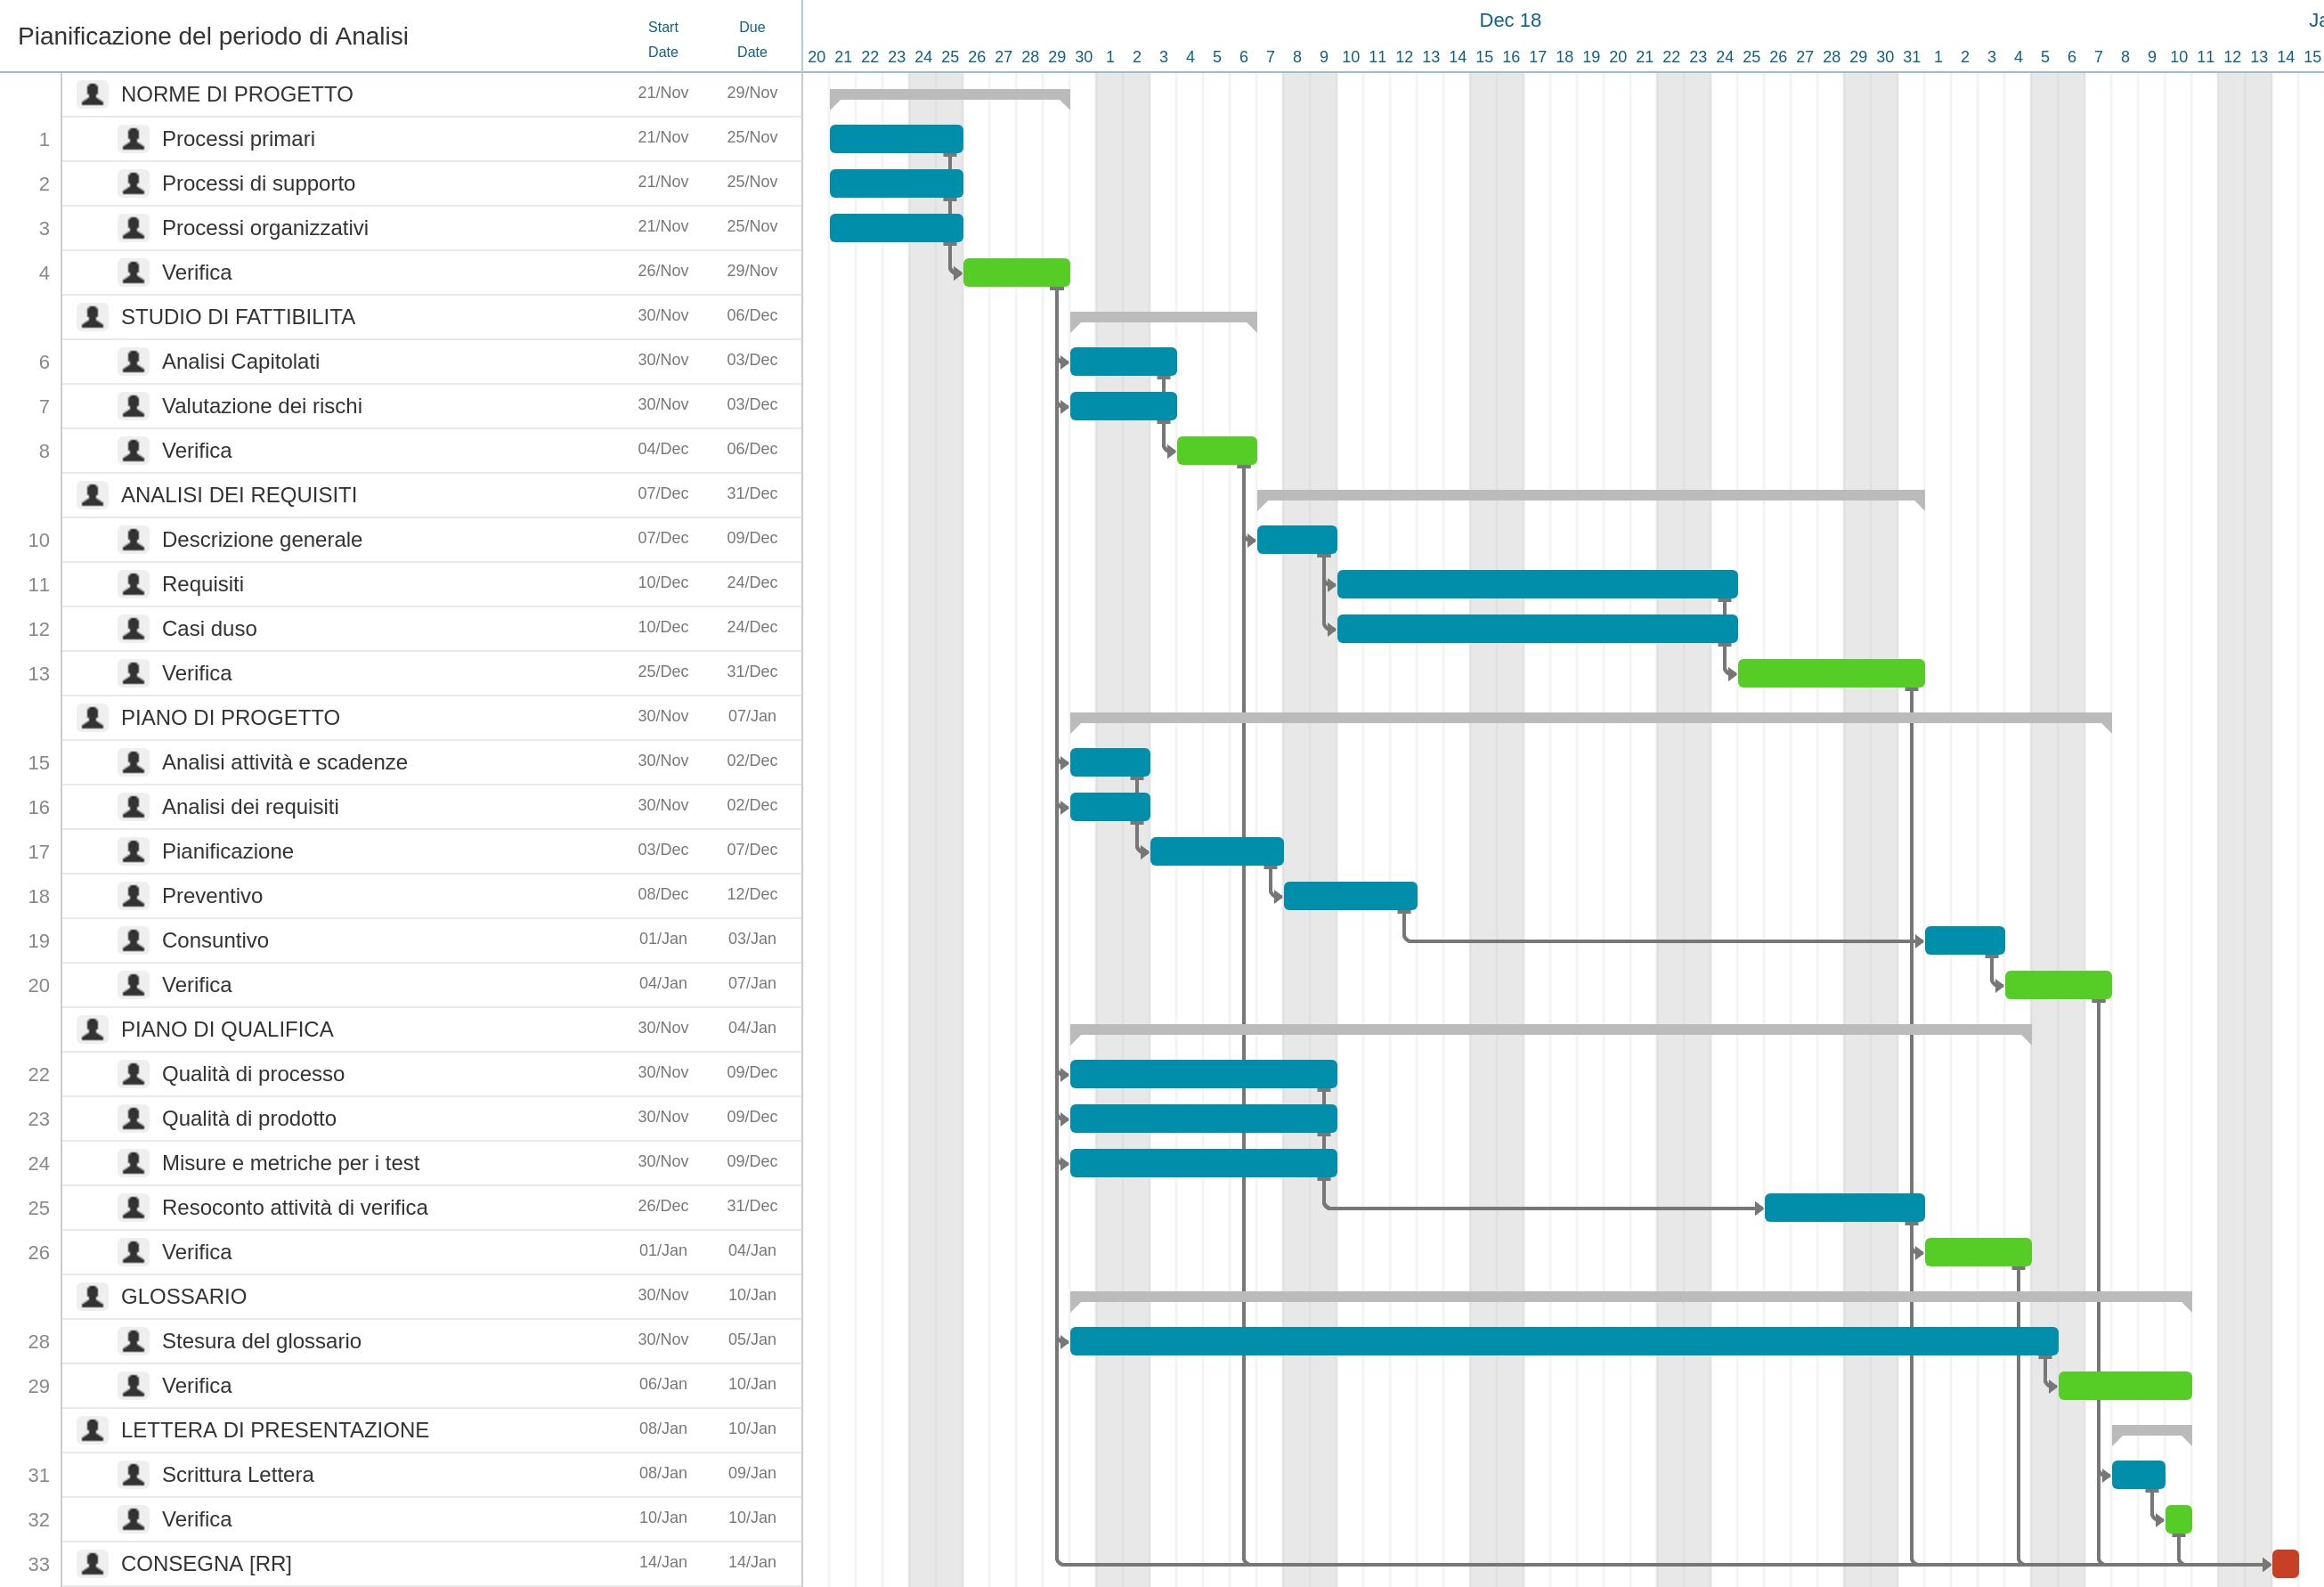 Pianificazione del periodo di Analisi
Start Date Due Date
Dec 18 Ja
20 21 22 23 24 25 26 27 28 29 30 1 2 3 4 5 6 7 8 9 10 11 12 13 14 15 16 17 18 19 20 21 22 23 24 25 26 27 28 29 30 31 1 2 3 4 5 6 7 8 9 10 11 12 13 14 15
NORME DI PROGETTO 21/Nov 29/Nov
1 Processi primari 21/Nov 25/Nov
2 Processi di supporto 21/Nov 25/Nov
3 Processi organizzativi 21/Nov 25/Nov
4 Verifica 26/Nov 29/Nov
STUDIO DI FATTIBILITA 30/Nov 06/Dec
6 Analisi Capitolati 30/Nov 03/Dec
7 Valutazione dei rischi 30/Nov 03/Dec
8 Verifica 04/Dec 06/Dec
ANALISI DEI REQUISITI 07/Dec 31/Dec
10 Descrizione generale 07/Dec 09/Dec
11 Requisiti 10/Dec 24/Dec
12 Casi duso 10/Dec 24/Dec
13 Verifica 25/Dec 31/Dec
PIANO DI PROGETTO 30/Nov 07/Jan
15 Analisi attività e scadenze 30/Nov 02/Dec
16 Analisi dei requisiti 30/Nov 02/Dec
17 Pianificazione 03/Dec 07/Dec
18 Preventivo 08/Dec 12/Dec
19 Consuntivo 01/Jan 03/Jan
20 Verifica 04/Jan 07/Jan
PIANO DI QUALIFICA 30/Nov 04/Jan
22 Qualità di processo 30/Nov 09/Dec
23 Qualità di prodotto 30/Nov 09/Dec
24 Misure e metriche per i test 30/Nov 09/Dec
25 Resoconto attività di verifica 26/Dec 31/Dec
26 Verifica 01/Jan 04/Jan
GLOSSARIO 30/Nov 10/Jan
28 Stesura del glossario 30/Nov 05/Jan
29 Verifica 06/Jan 10/Jan
LETTERA DI PRESENTAZIONE 08/Jan 10/Jan
31 Scrittura Lettera 08/Jan 09/Jan
32 Verifica 10/Jan 10/Jan
33 CONSEGNA [RR] 14/Jan 14/Jan